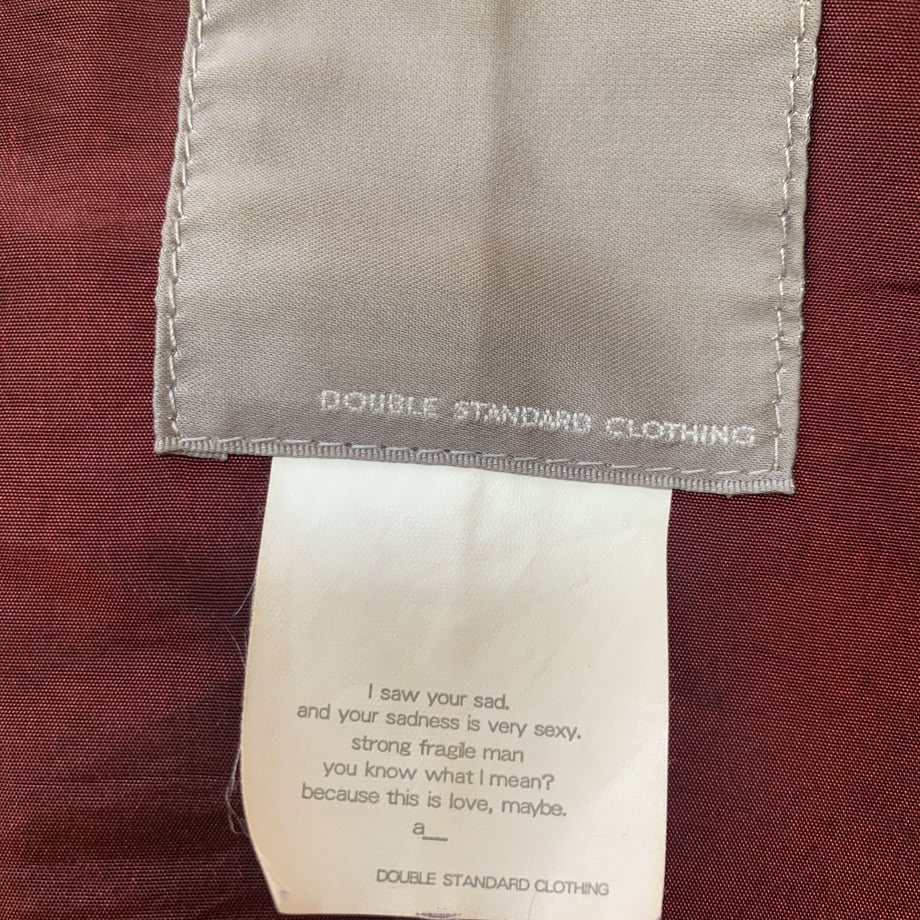 DOUBLE STANDARD CLOTHING
I saw your sad.
and your sadness is very sexy.
strong fragile man
you know what I mean?
because this is love, maybe.
a__
DOUBLE STANDARD CLOTHING